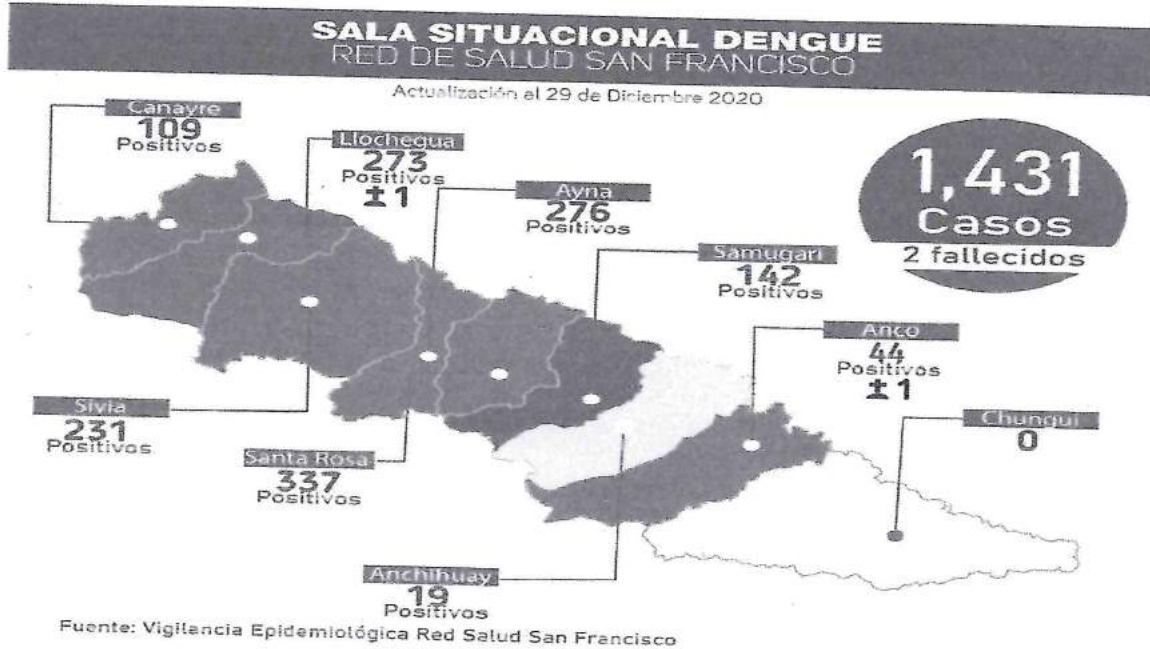 SALA SITUACIONAL DENGUE
RED DE SALUD SAN FRANCISCO
Actualización al 29 de Diciembre 2020
Canayre
109
Positivos
Llochegua
273
Positivos
±1
Ayna
276
Positivos
Samugari
142
Positivos
1,431
Casos
2 fallecidos
Anco
44
Positivos
±1
Chungui
0
Sivia
231
Positivos
Santa Rosa
337
Positivos
Anchihuay
19
Positivos
Fuente: Vigilancia Epidemiológica Red Salud San Francisco